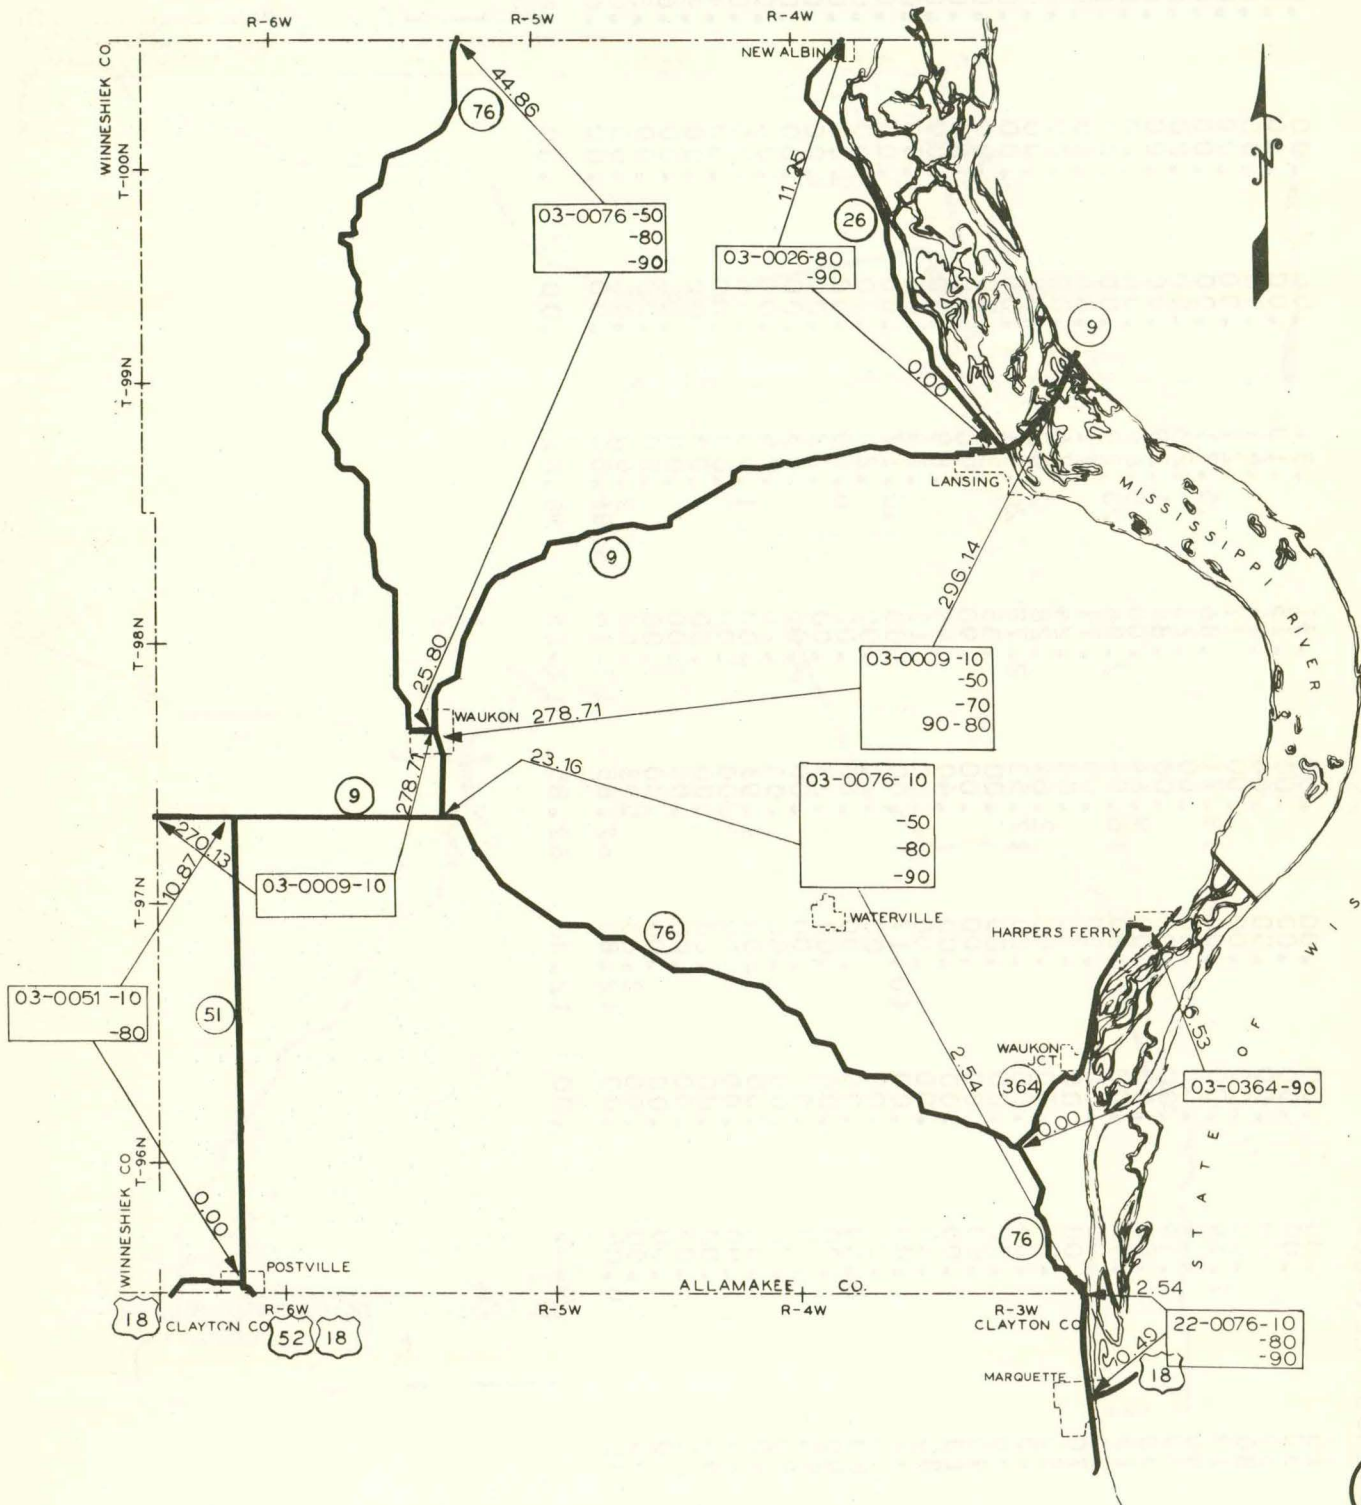 R-6W
R-5W
R-4W
NEW ALBIN
WINNESHIEK CO.
T-100N
76
44.86
11.25
26
N
03-0076-50
-80
-90
03-0026-80
-90
9
T-99N
0.00
LANSING
MISSISSIPPI
RIVER
9
296.14
T-98N
25.80
03-0009-10
-50
-70
90-80
WAUKON
278.71
23.16
278.71
03-0076-10
-50
-80
-90
9
270.13
10.87
03-0009-10
T-97N
WATERVILLE
76
HARPERS FERRY
STATE OF WIS
03-0051-10
-80
51
6.53
WAUKON
JCT
364
2.54
03-0364-90
0.00
T-96N
WINNESHIEK CO
0.00
76
POSTVILLE
ALLAMAKEE CO.
2.54
18
CLAYTON CO
R-6W
52
18
R-5W
R-4W
R-3W
CLAYTON CO
22-0076-10
-80
-90
0.49
18
MARQUETTE